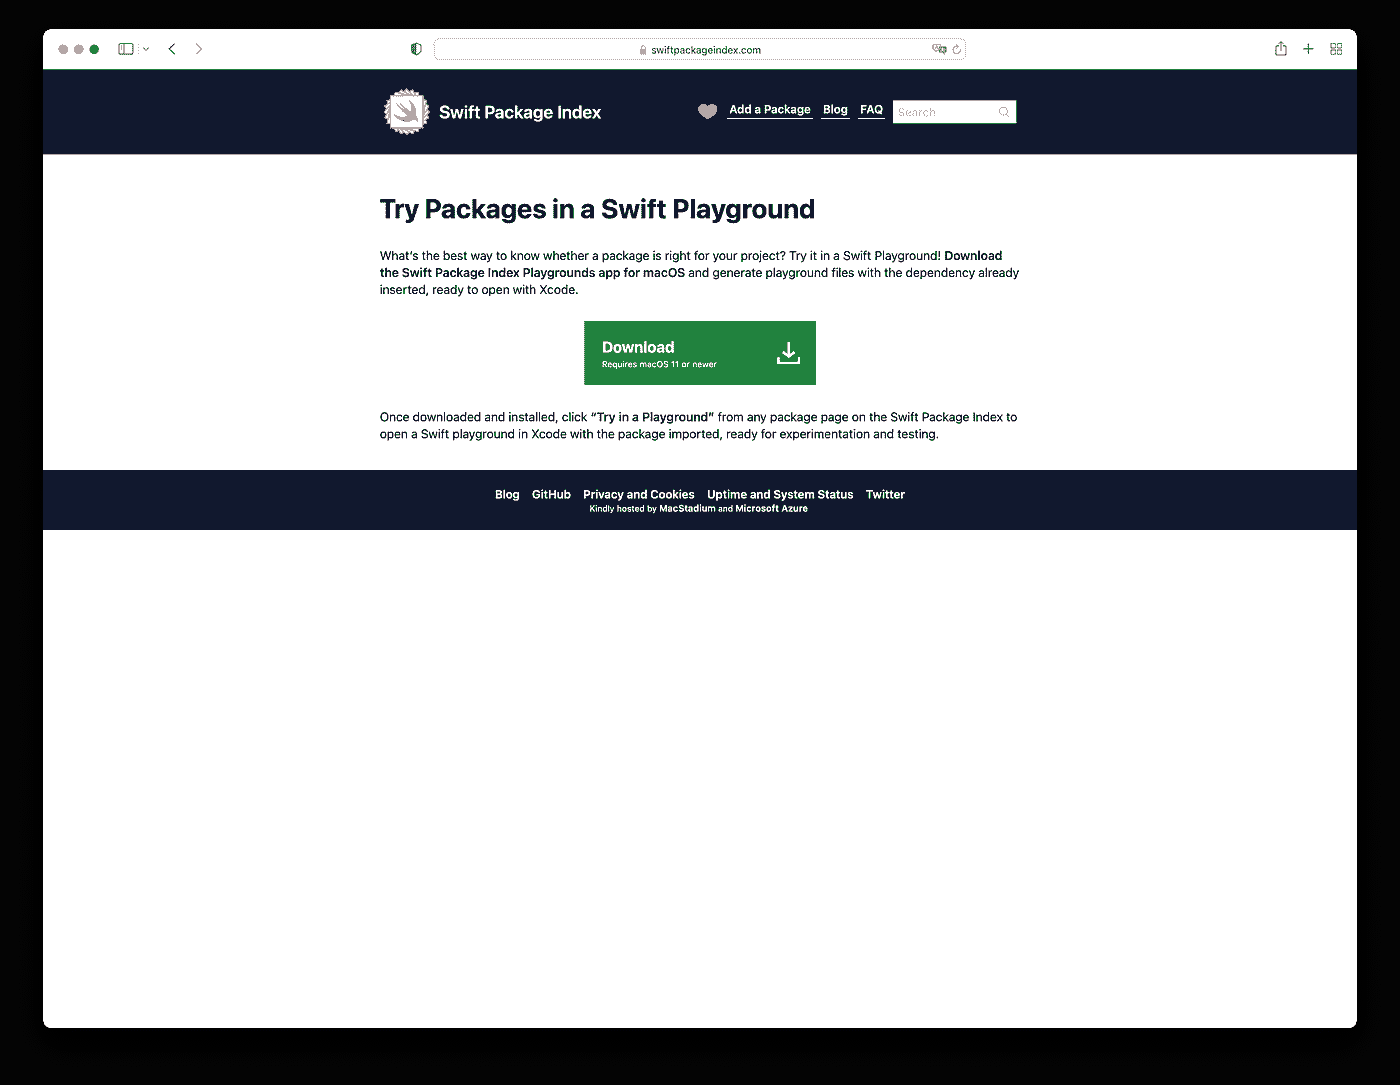 swiftpackageindex.com
Swift Package Index
Add a Package Blog FAQ Search
Try Packages in a Swift Playground
What's the best way to know whether a package is right for your project? Try it in a Swift Playground! Download
the Swift Package Index Playgrounds app for macOS and generate playground files with the dependency already
inserted, ready to open with Xcode.
Download
Requires macOS 11 or newer
Once downloaded and installed, click “Try in a Playground” from any package page on the Swift Package Index to
open a Swift playground in Xcode with the package imported, ready for experimentation and testing.
Blog GitHub Privacy and Cookies Uptime and System Status Twitter
Kindly hosted by MacStadium and Microsoft Azure